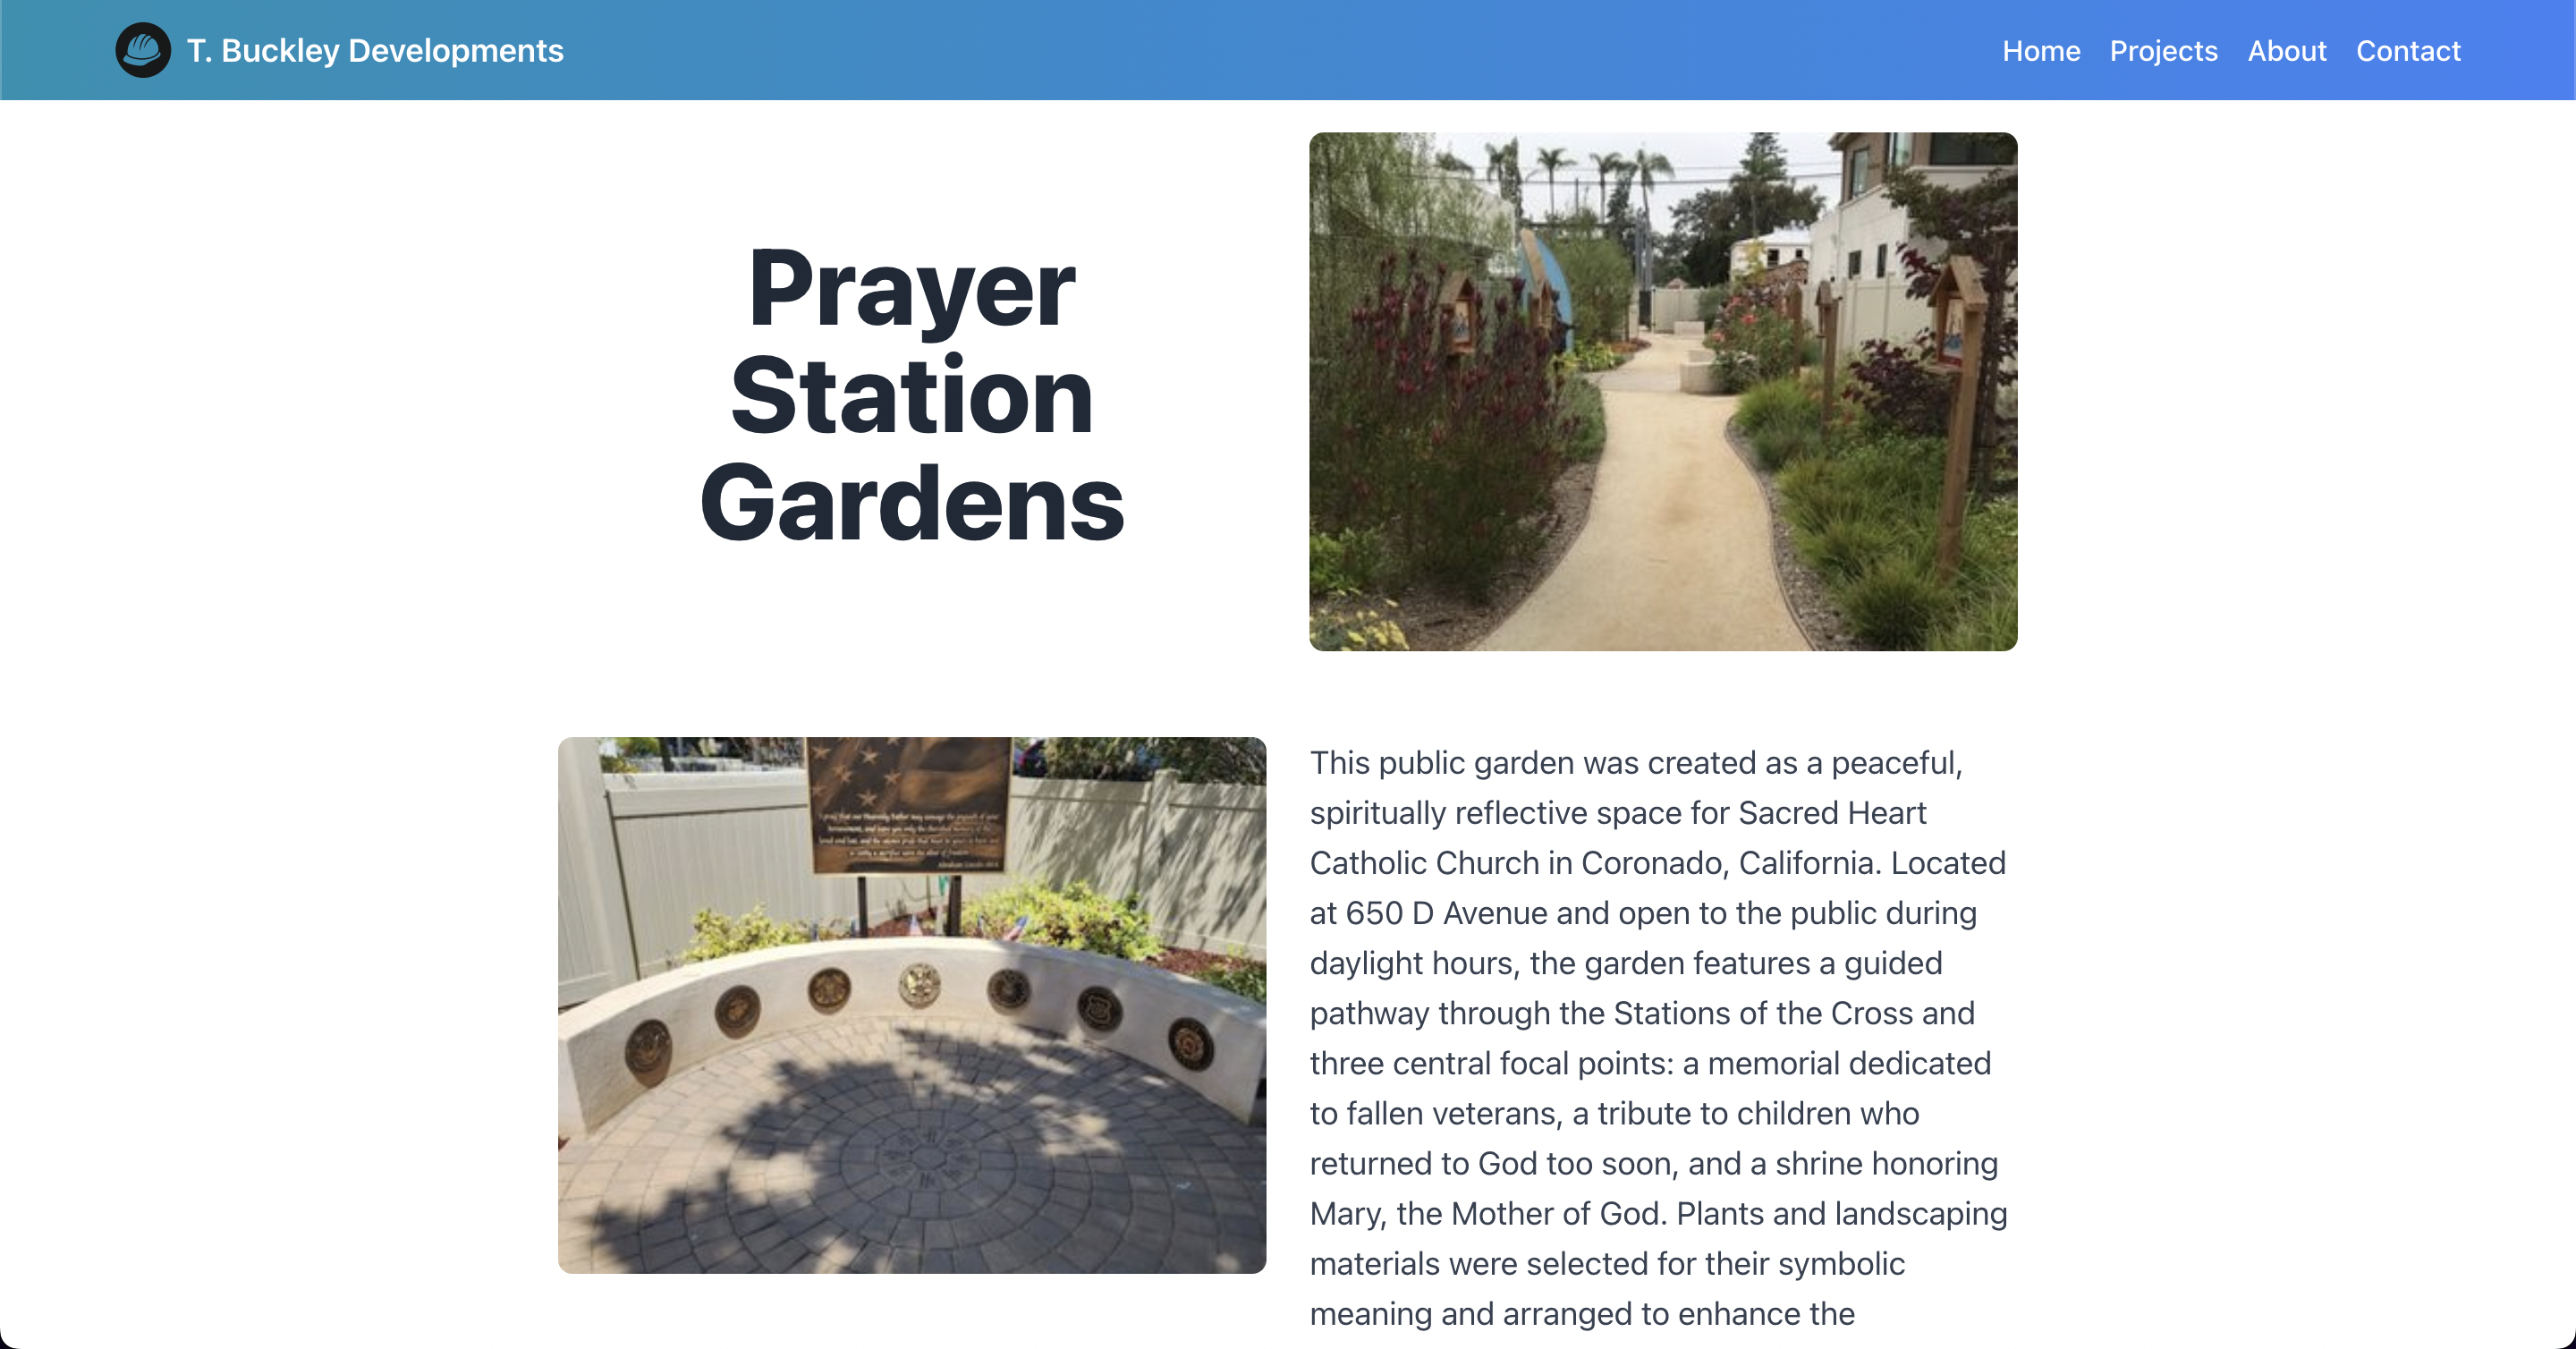 T. Buckley Developments
Home Projects About Contact
Prayer
Station
Gardens
This public garden was created as a peaceful,
spiritually reflective space for Sacred Heart
Catholic Church in Coronado, California. Located
at 650 D Avenue and open to the public during
daylight hours, the garden features a guided
pathway through the Stations of the Cross and
three central focal points: a memorial dedicated
to fallen veterans, a tribute to children who
returned to God too soon, and a shrine honoring
Mary, the Mother of God. Plants and landscaping
materials were selected for their symbolic
meaning and arranged to enhance the